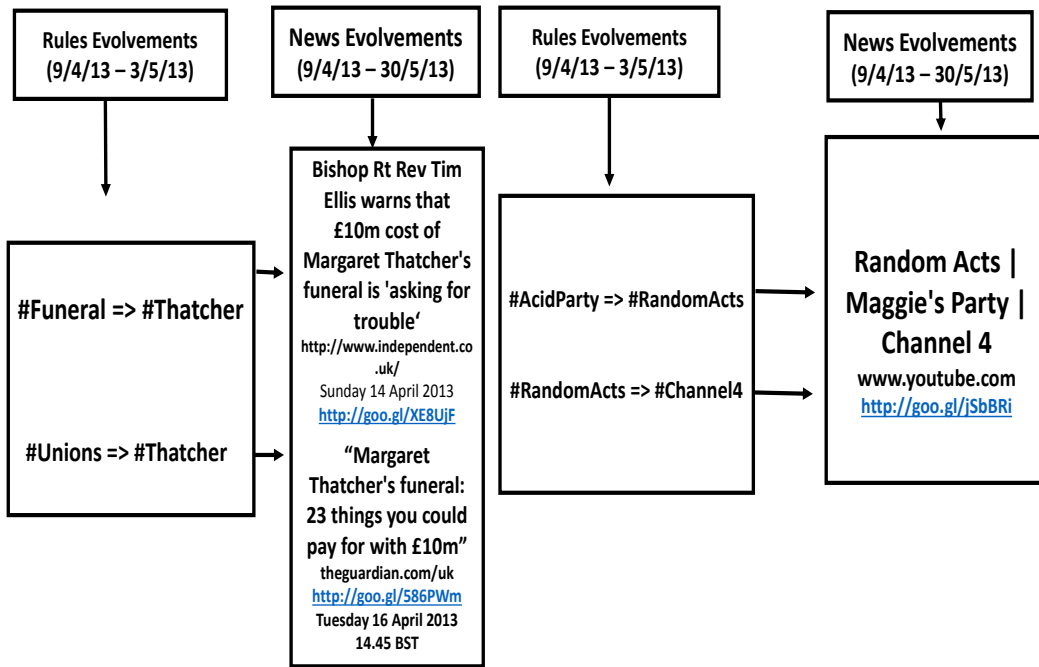 Rules Evolvements
(9/4/13 – 3/5/13)
News Evolvements
(9/4/13 – 30/5/13)
Rules Evolvements
(9/4/13 – 3/5/13)
News Evolvements
(9/4/13 – 30/5/13)
#Funeral => #Thatcher
#Unions => #Thatcher
Bishop Rt Rev Tim
Ellis warns that
£10m cost of
Margaret Thatcher's
funeral is 'asking for
trouble‘
http://www.independent.co
.uk/
Sunday 14 April 2013
http://goo.gl/XE8UjF
“Margaret
Thatcher's funeral:
23 things you could
pay for with £10m”
theguardian.com/uk
http://goo.gl/586PWm
Tuesday 16 April 2013
14.45 BST
#AcidParty => #RandomActs
#RandomActs => #Channel4
Random Acts |
Maggie's Party |
Channel 4
www.youtube.com
http://goo.gl/jSbBRi